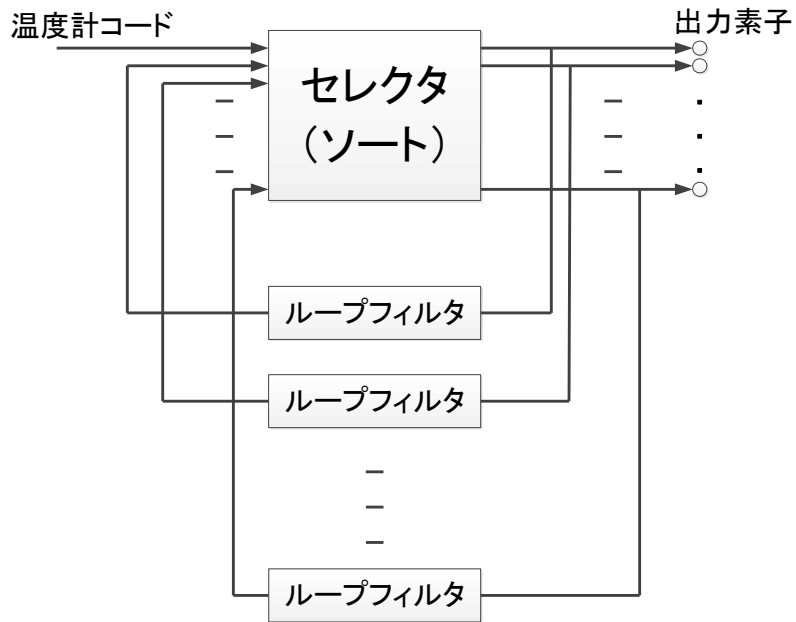 温度計コード
出力素子
セレクタ
（ソート）
ループフィルタ
ループフィルタ
ループフィルタ